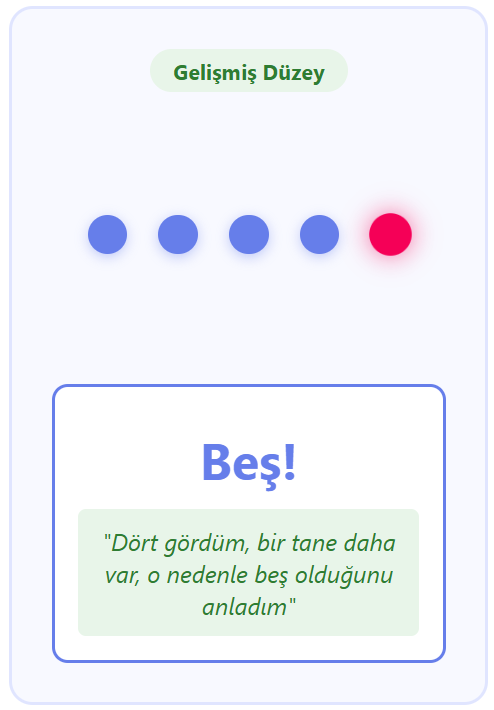 Gelişmiş Düzey
Beş!
"Dört gördüm, bir tane daha
var, o nedenle beş olduğunu
anladım"